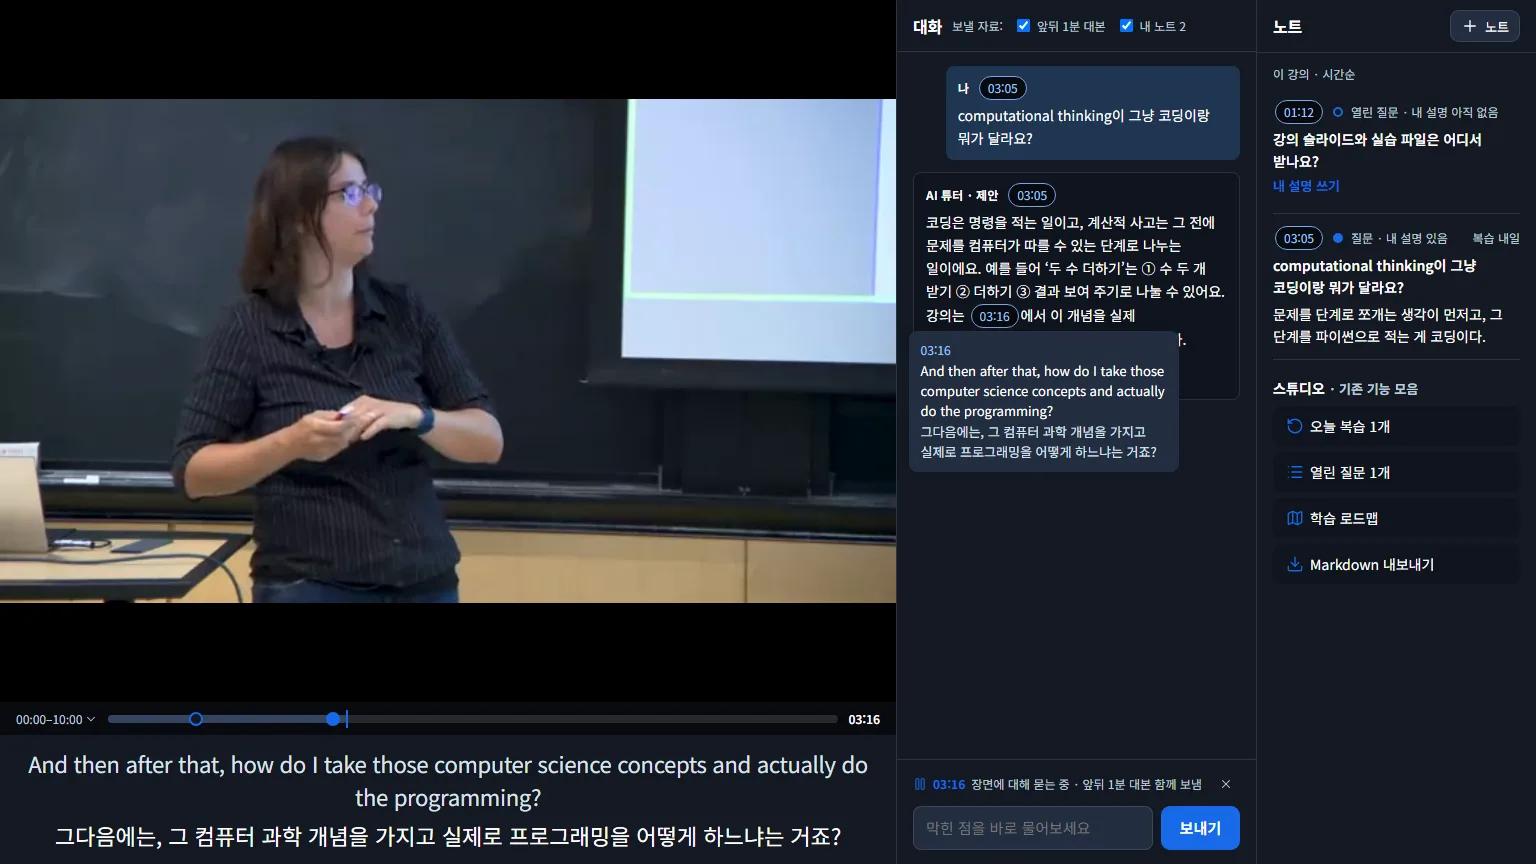 대화 보낼 자료: 앞뒤 1분 대본 내 노트 2
나 03:05
computational thinking이 그냥 코딩이랑
뭐가 달라요?
AI 튜터 · 제안 03:05
코딩은 명령을 적는 일이고, 계산적 사고는 그 전에
문제를 컴퓨터가 따를 수 있는 단계로 나누는
일이에요. 예를 들어 ‘두 수 더하기’는 ① 수 두 개
받기 ② 더하기 ③ 결과 보여 주기로 나눌 수 있어요.
강의는 03:16 에서 이 개념을 실제
03:16
And then after that, how do I take those
computer science concepts and actually
do the programming?
그다음에는, 그 컴퓨터 과학 개념을 가지고
실제로 프로그래밍을 어떻게 하느냐는 거죠?
03:16 장면에 대해 묻는 중 · 앞뒤 1분 대본 함께 보냄
막힌 점을 바로 물어보세요
보내기
노트
노트
이 강의 · 시간순
01:12 열린 질문 · 내 설명 아직 없음
강의 슬라이드와 실습 파일은 어디서
받나요?
내 설명 쓰기
03:05 질문 · 내 설명 있음 복습 내일
computational thinking이 그냥
코딩이랑 뭐가 달라요?
문제를 단계로 쪼개는 생각이 먼저고, 그
단계를 파이썬으로 적는 게 코딩이다.
스튜디오 · 기존 기능 모음
오늘 복습 1개
열린 질문 1개
학습 로드맵
Markdown 내보내기
00:00–10:00 03:16
And then after that, how do I take those computer science concepts and actually do
the programming?
그다음에는, 그 컴퓨터 과학 개념을 가지고 실제로 프로그래밍을 어떻게 하느냐는 거죠?